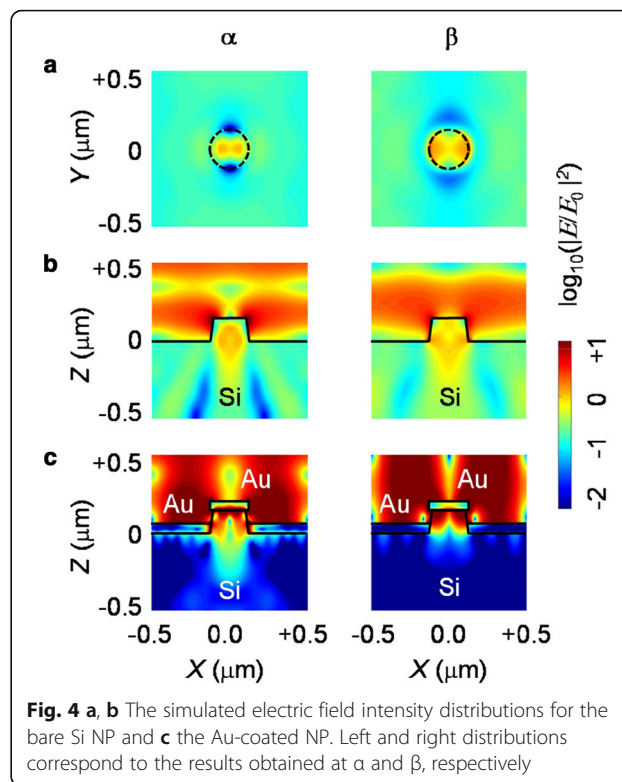 α β
a
+0.5
0
-0.5
Y (μm)
b
+0.5
0
-0.5
Z (μm)
Si
c
+0.5
0
-0.5
Z (μm)
Au
Au
Si
Au
Au
Si
-0.5 0.0 +0.5 -0.5 0.0 +0.5
X (μm) X (μm)
log₁₀(|E/E₀|²)
+1
0
-1
-2
Fig. 4 a, b The simulated electric field intensity distributions for the
bare Si NP and c the Au-coated NP. Left and right distributions
correspond to the results obtained at α and β, respectively